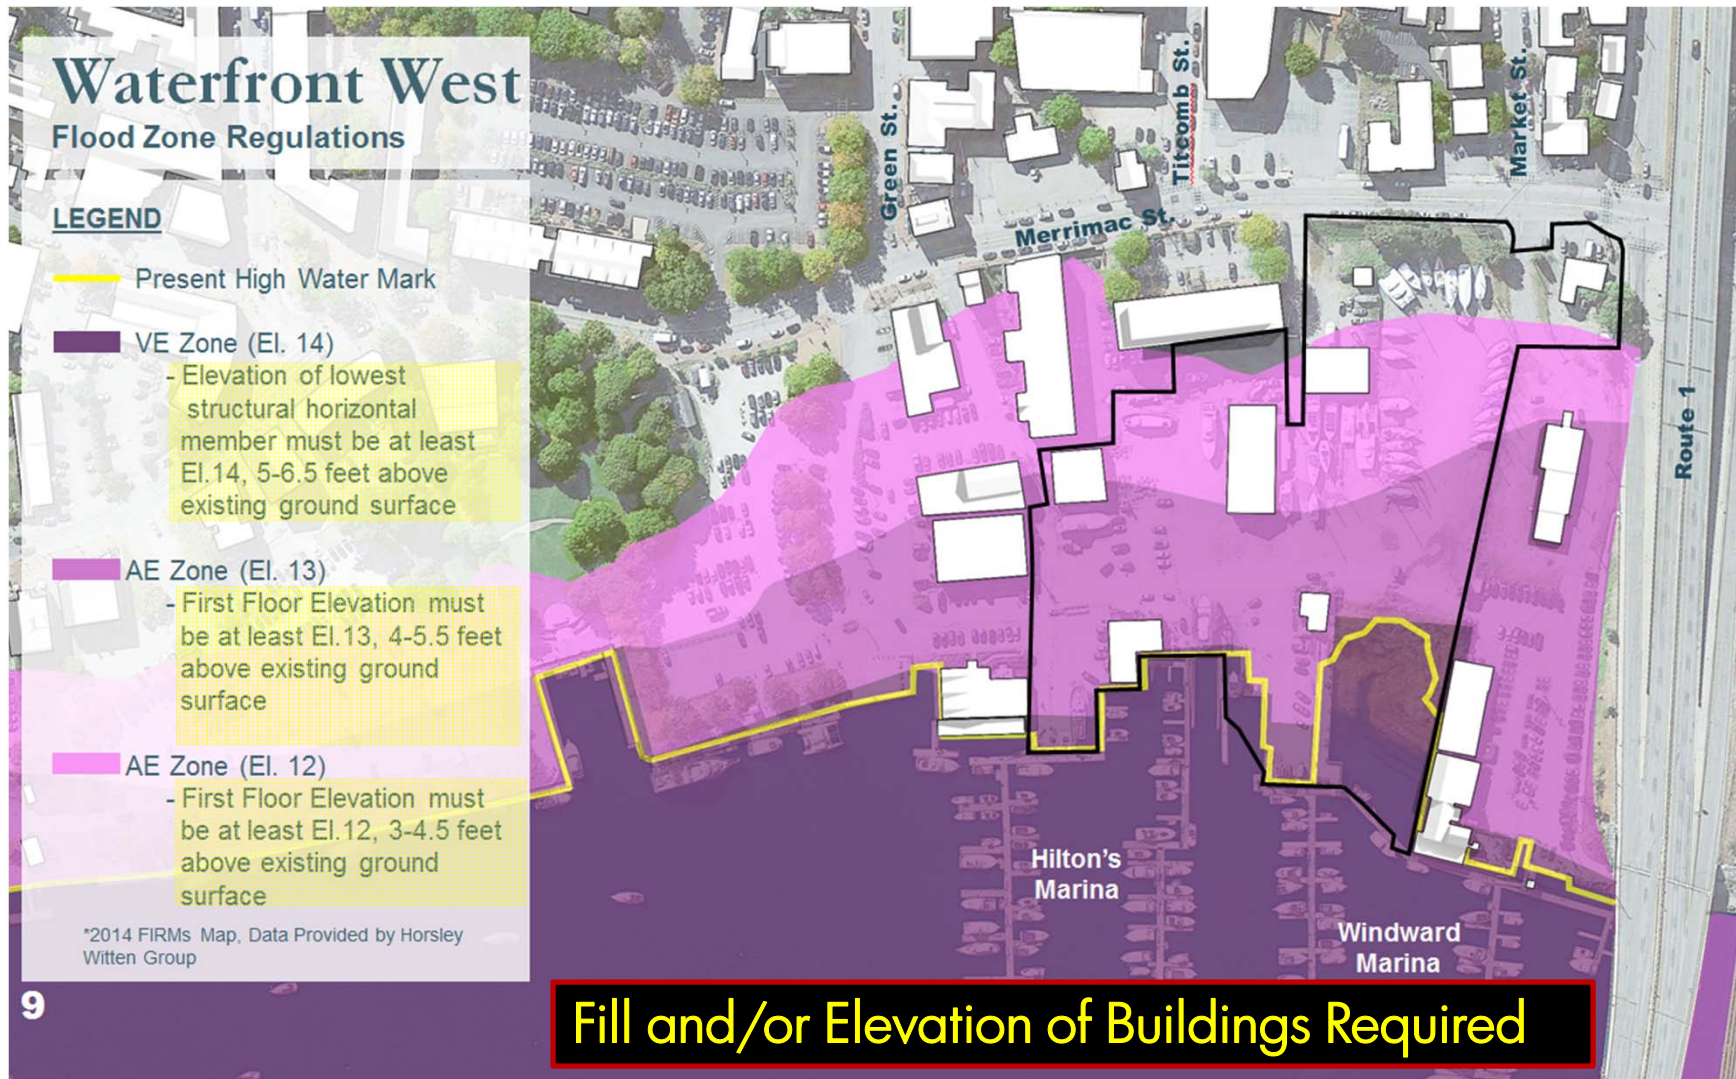 Waterfront West
Flood Zone Regulations
LEGEND
Present High Water Mark
VE Zone (El. 14)
- Elevation of lowest
structural horizontal
member must be at least
El.14, 5-6.5 feet above
existing ground surface
AE Zone (El. 13)
- First Floor Elevation must
be at least El.13, 4-5.5 feet
above existing ground
surface
AE Zone (El. 12)
- First Floor Elevation must
be at least El.12, 3-4.5 feet
above existing ground
surface
*2014 FIRMs Map, Data Provided by Horsley
Witten Group
9
Green St.
Merrimac St.
Titcomb St.
Market St.
Route 1
Hilton's
Marina
Windward
Marina
Fill and/or Elevation of Buildings Required